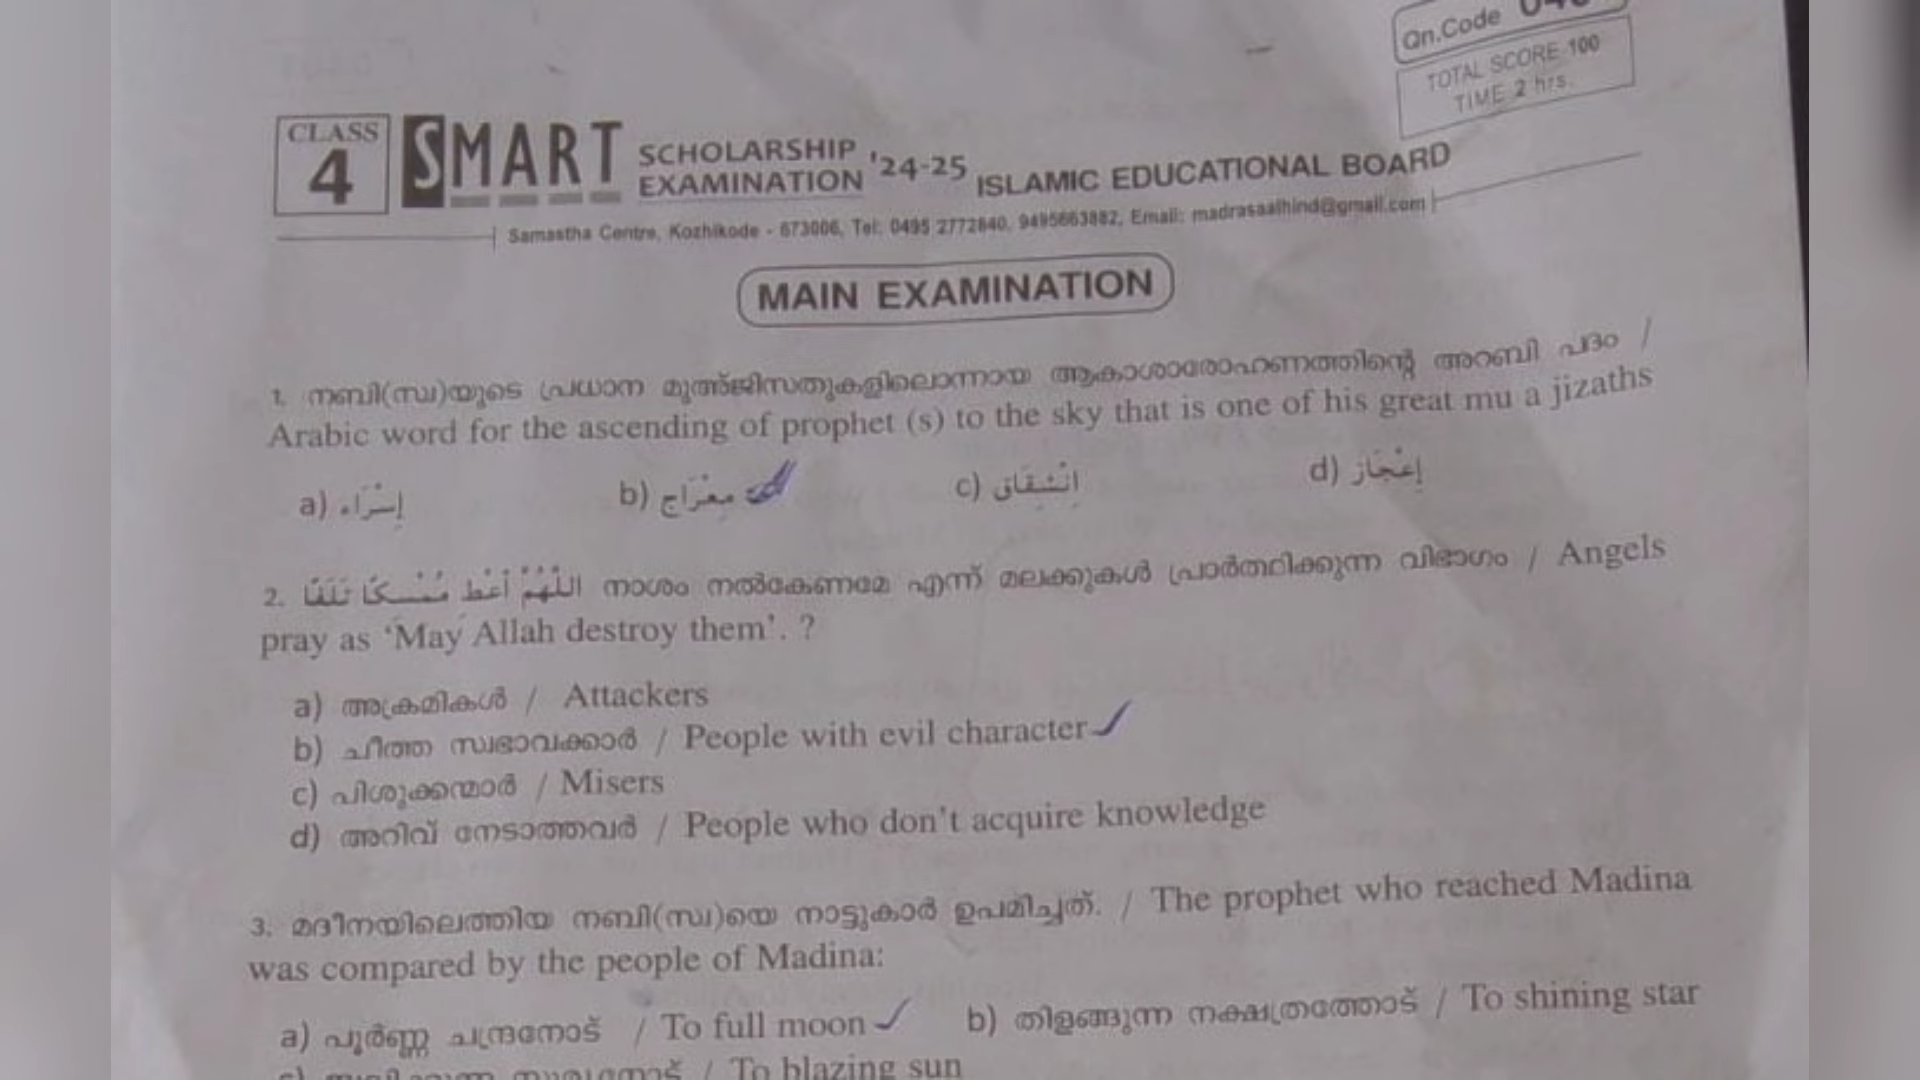 Qn.Code
TOTAL SCORE-100
TIME 2 hrs.
CLASS
4
SMART
SCHOLARSHIP
EXAMINATION
'24-25
ISLAMIC EDUCATIONAL BOARD
Samastha Centre, Kozhikode - 673006, Tel: 0495 2772840, 9495663882, Email: madrasaalhind@gmail.com
MAIN EXAMINATION
1. നബി(സ്വ)യുടെ പ്രധാന മുഅ്ജിസതുകളിലൊന്നായ ആകാശാരോഹണത്തിന്റെ അറബി പദം /
Arabic word for the ascending of prophet (s) to the sky that is one of his great mu a jizaths
a) إِسْرَاء b) مِعْرَاج c) اِنْشِقَاق d) إِعْجَاز
2. اللَّهُمَّ أَعْطِ مُمْسِكًا تَلَفًا നാശം നൽകേണമേ എന്ന് മലക്കുകൾ പ്രാർത്ഥിക്കുന്ന വിഭാഗം / Angels
pray as ‘May Allah destroy them’. ?
a) അക്രമികൾ / Attackers
b) ചീത്ത സ്വഭാവക്കാർ / People with evil character
c) പിശുക്കന്മാർ / Misers
d) അറിവ് നേടാത്തവർ / People who don't acquire knowledge
3. മദീനയിലെത്തിയ നബി(സ്വ)യെ നാട്ടുകാർ ഉപമിച്ചത്. / The prophet who reached Madina
was compared by the people of Madina:
a) പൂർണ്ണ ചന്ദ്രനോട് / To full moon b) തിളങ്ങുന്ന നക്ഷത്രത്തോട് / To shining star
/ To blazing sun